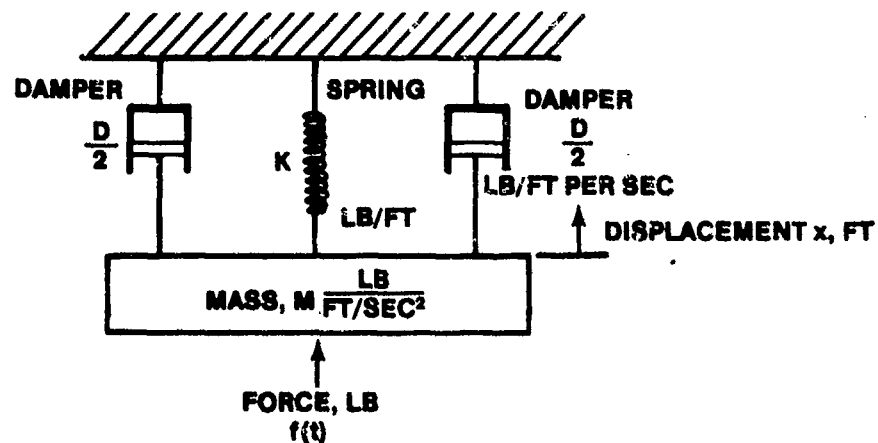 DAMPER
D
2
SPRING
K
LB/FT
DAMPER
D
2
LB/FT PER SEC
DISPLACEMENT x, FT
MASS, M LB
FT/SEC²
FORCE, LB
f(t)